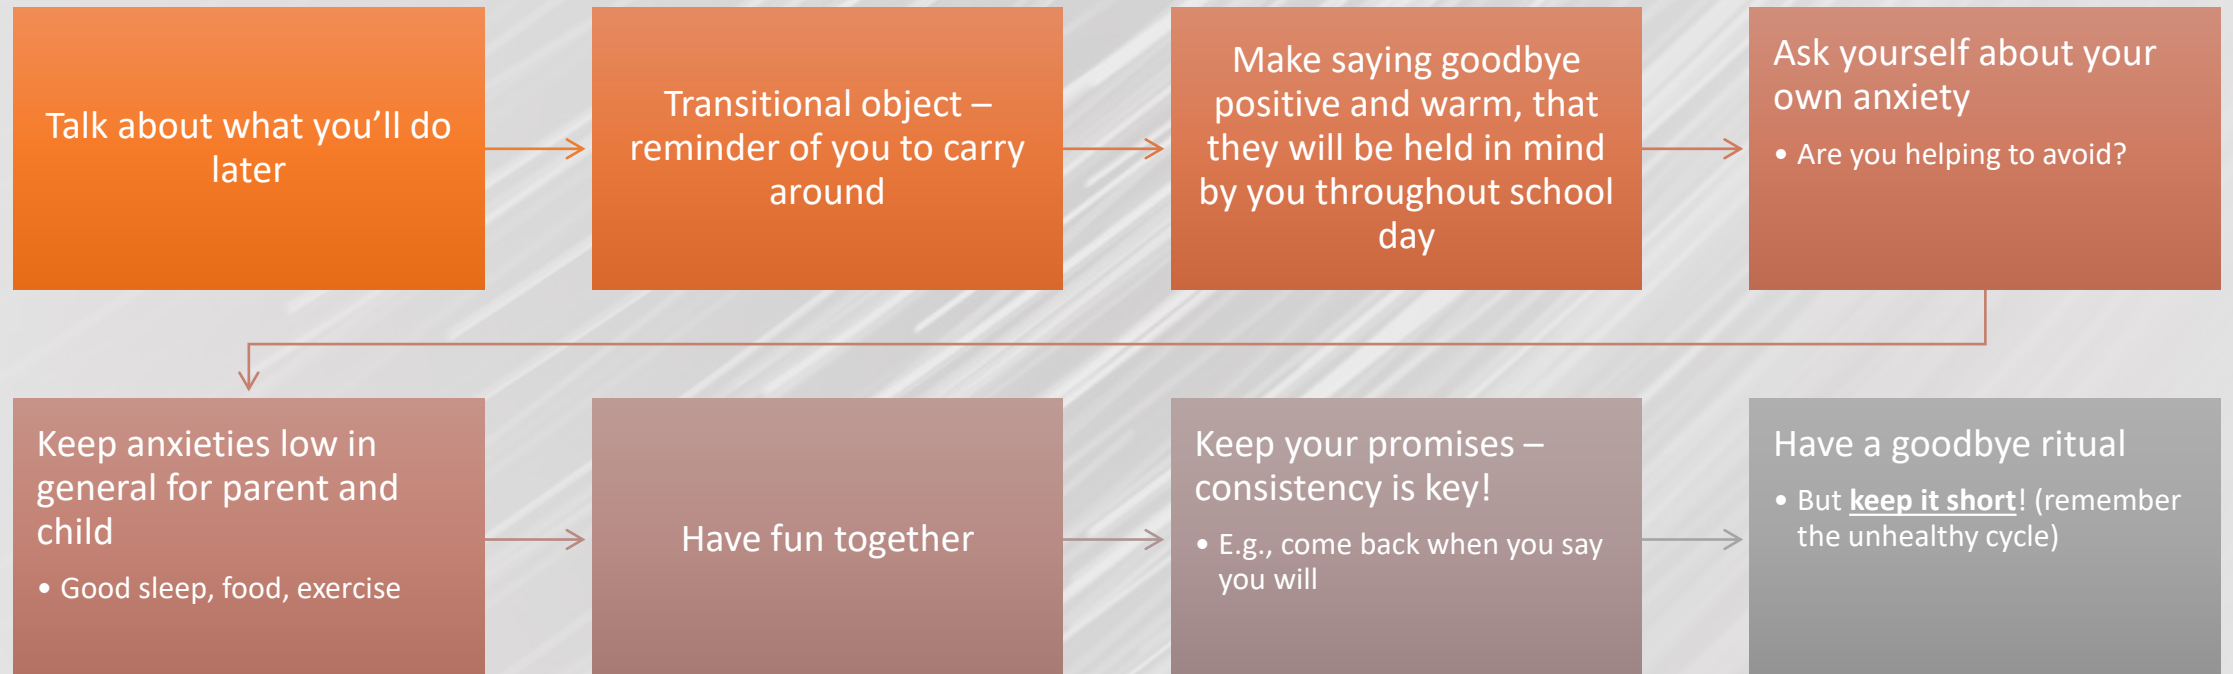 Talk about what you’ll do
later
Transitional object –
reminder of you to carry
around
Make saying goodbye
positive and warm, that
they will be held in mind
by you throughout school
day
Ask yourself about your
own anxiety
• Are you helping to avoid?
Keep anxieties low in
general for parent and
child
• Good sleep, food, exercise
Have fun together
Keep your promises –
consistency is key!
• E.g., come back when you say
you will
Have a goodbye ritual
• But keep it short! (remember
the unhealthy cycle)